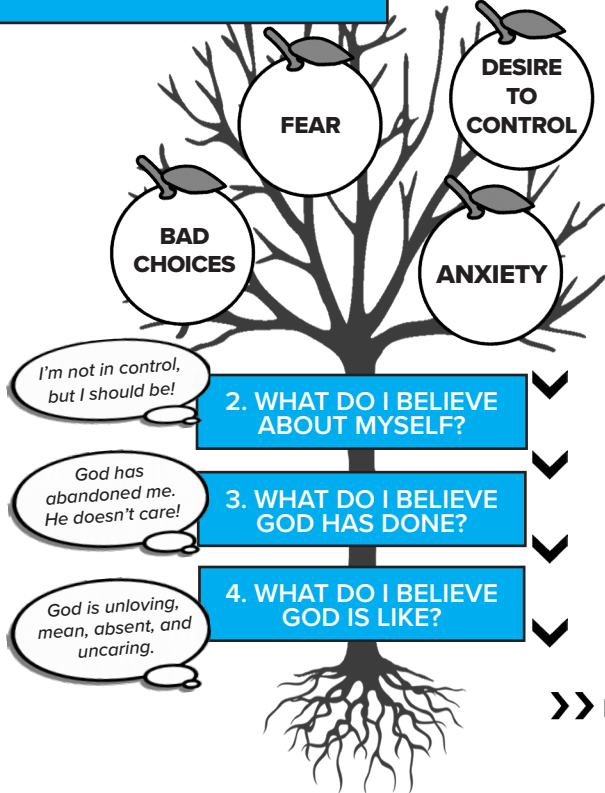 DESIRE
TO
CONTROL
FEAR
BAD
CHOICES
ANXIETY
I'm not in control,
but I should be!
2. WHAT DO I BELIEVE
ABOUT MYSELF?
God has
abandoned me.
He doesn't care!
3. WHAT DO I BELIEVE
GOD HAS DONE?
God is unloving,
mean, absent, and
uncaring.
4. WHAT DO I BELIEVE
GOD IS LIKE?